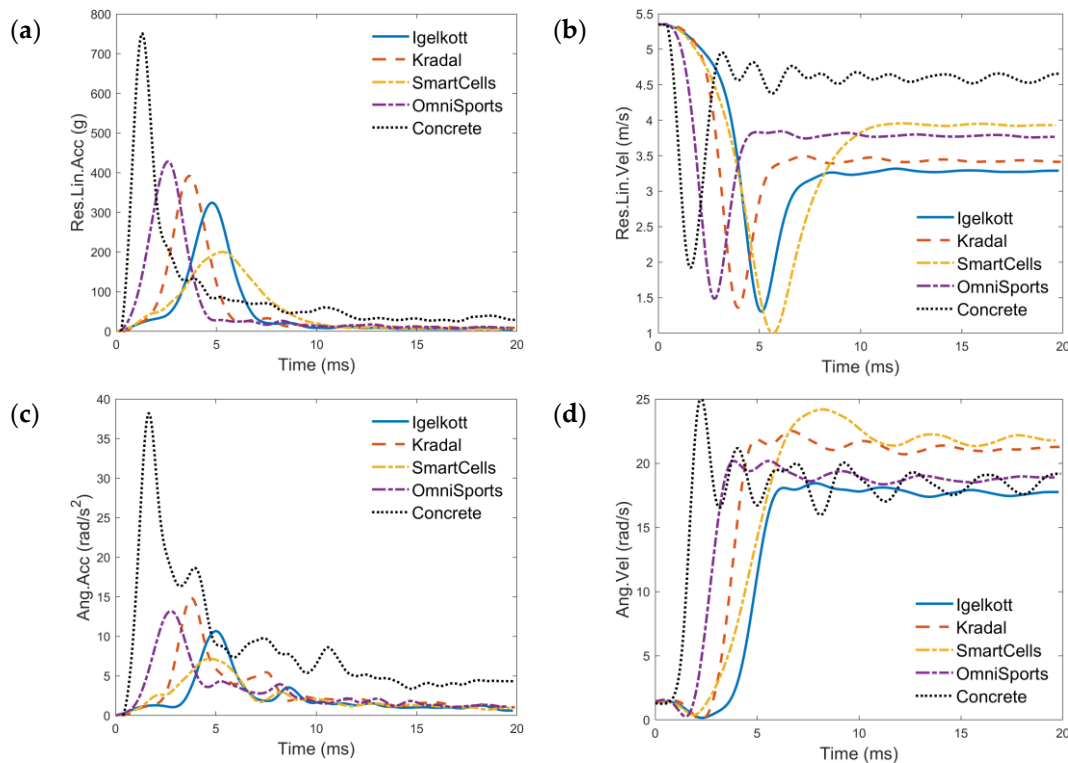 (a)
Res.Lin.Acc (g)
800
700
600
500
400
300
200
100
0
0 5 10 15 20
Time (ms)
Igelkott
Kradal
SmartCells
OmniSports
Concrete
(b)
Res.Lin.Vel (m/s)
5.5
5
4.5
4
3.5
3
2.5
2
1.5
1
0 5 10 15 20
Time (ms)
Igelkott
Kradal
SmartCells
OmniSports
Concrete
(c)
Ang.Acc (rad/s²)
40
35
30
25
20
15
10
5
0
0 5 10 15 20
Time (ms)
Igelkott
Kradal
SmartCells
OmniSports
Concrete
(d)
Ang.Vel (rad/s)
25
20
15
10
5
0
0 5 10 15 20
Time (ms)
Igelkott
Kradal
SmartCells
OmniSports
Concrete